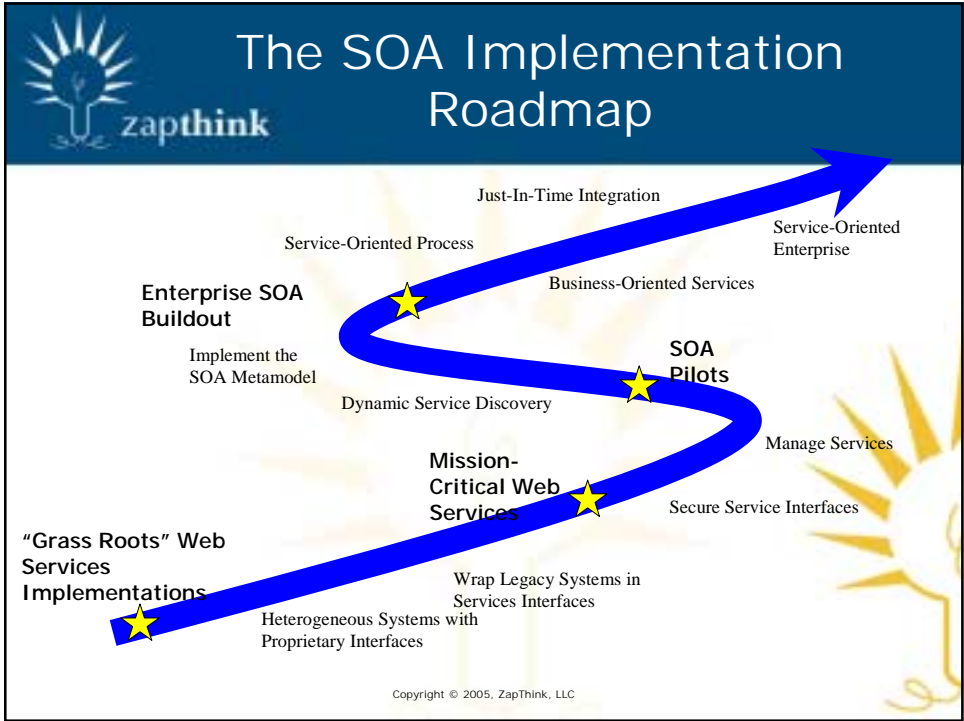 The SOA Implementation
Roadmap
zapthink
Just-In-Time Integration
Service-Oriented
Enterprise
Service-Oriented Process
Business-Oriented Services
Enterprise SOA
Buildout
Implement the
SOA Metamodel
SOA
Pilots
Dynamic Service Discovery
Manage Services
Mission-
Critical Web
Services
Secure Service Interfaces
“Grass Roots” Web
Services
Implementations
Wrap Legacy Systems in
Services Interfaces
Heterogeneous Systems with
Proprietary Interfaces
Copyright © 2005, ZapThink, LLC